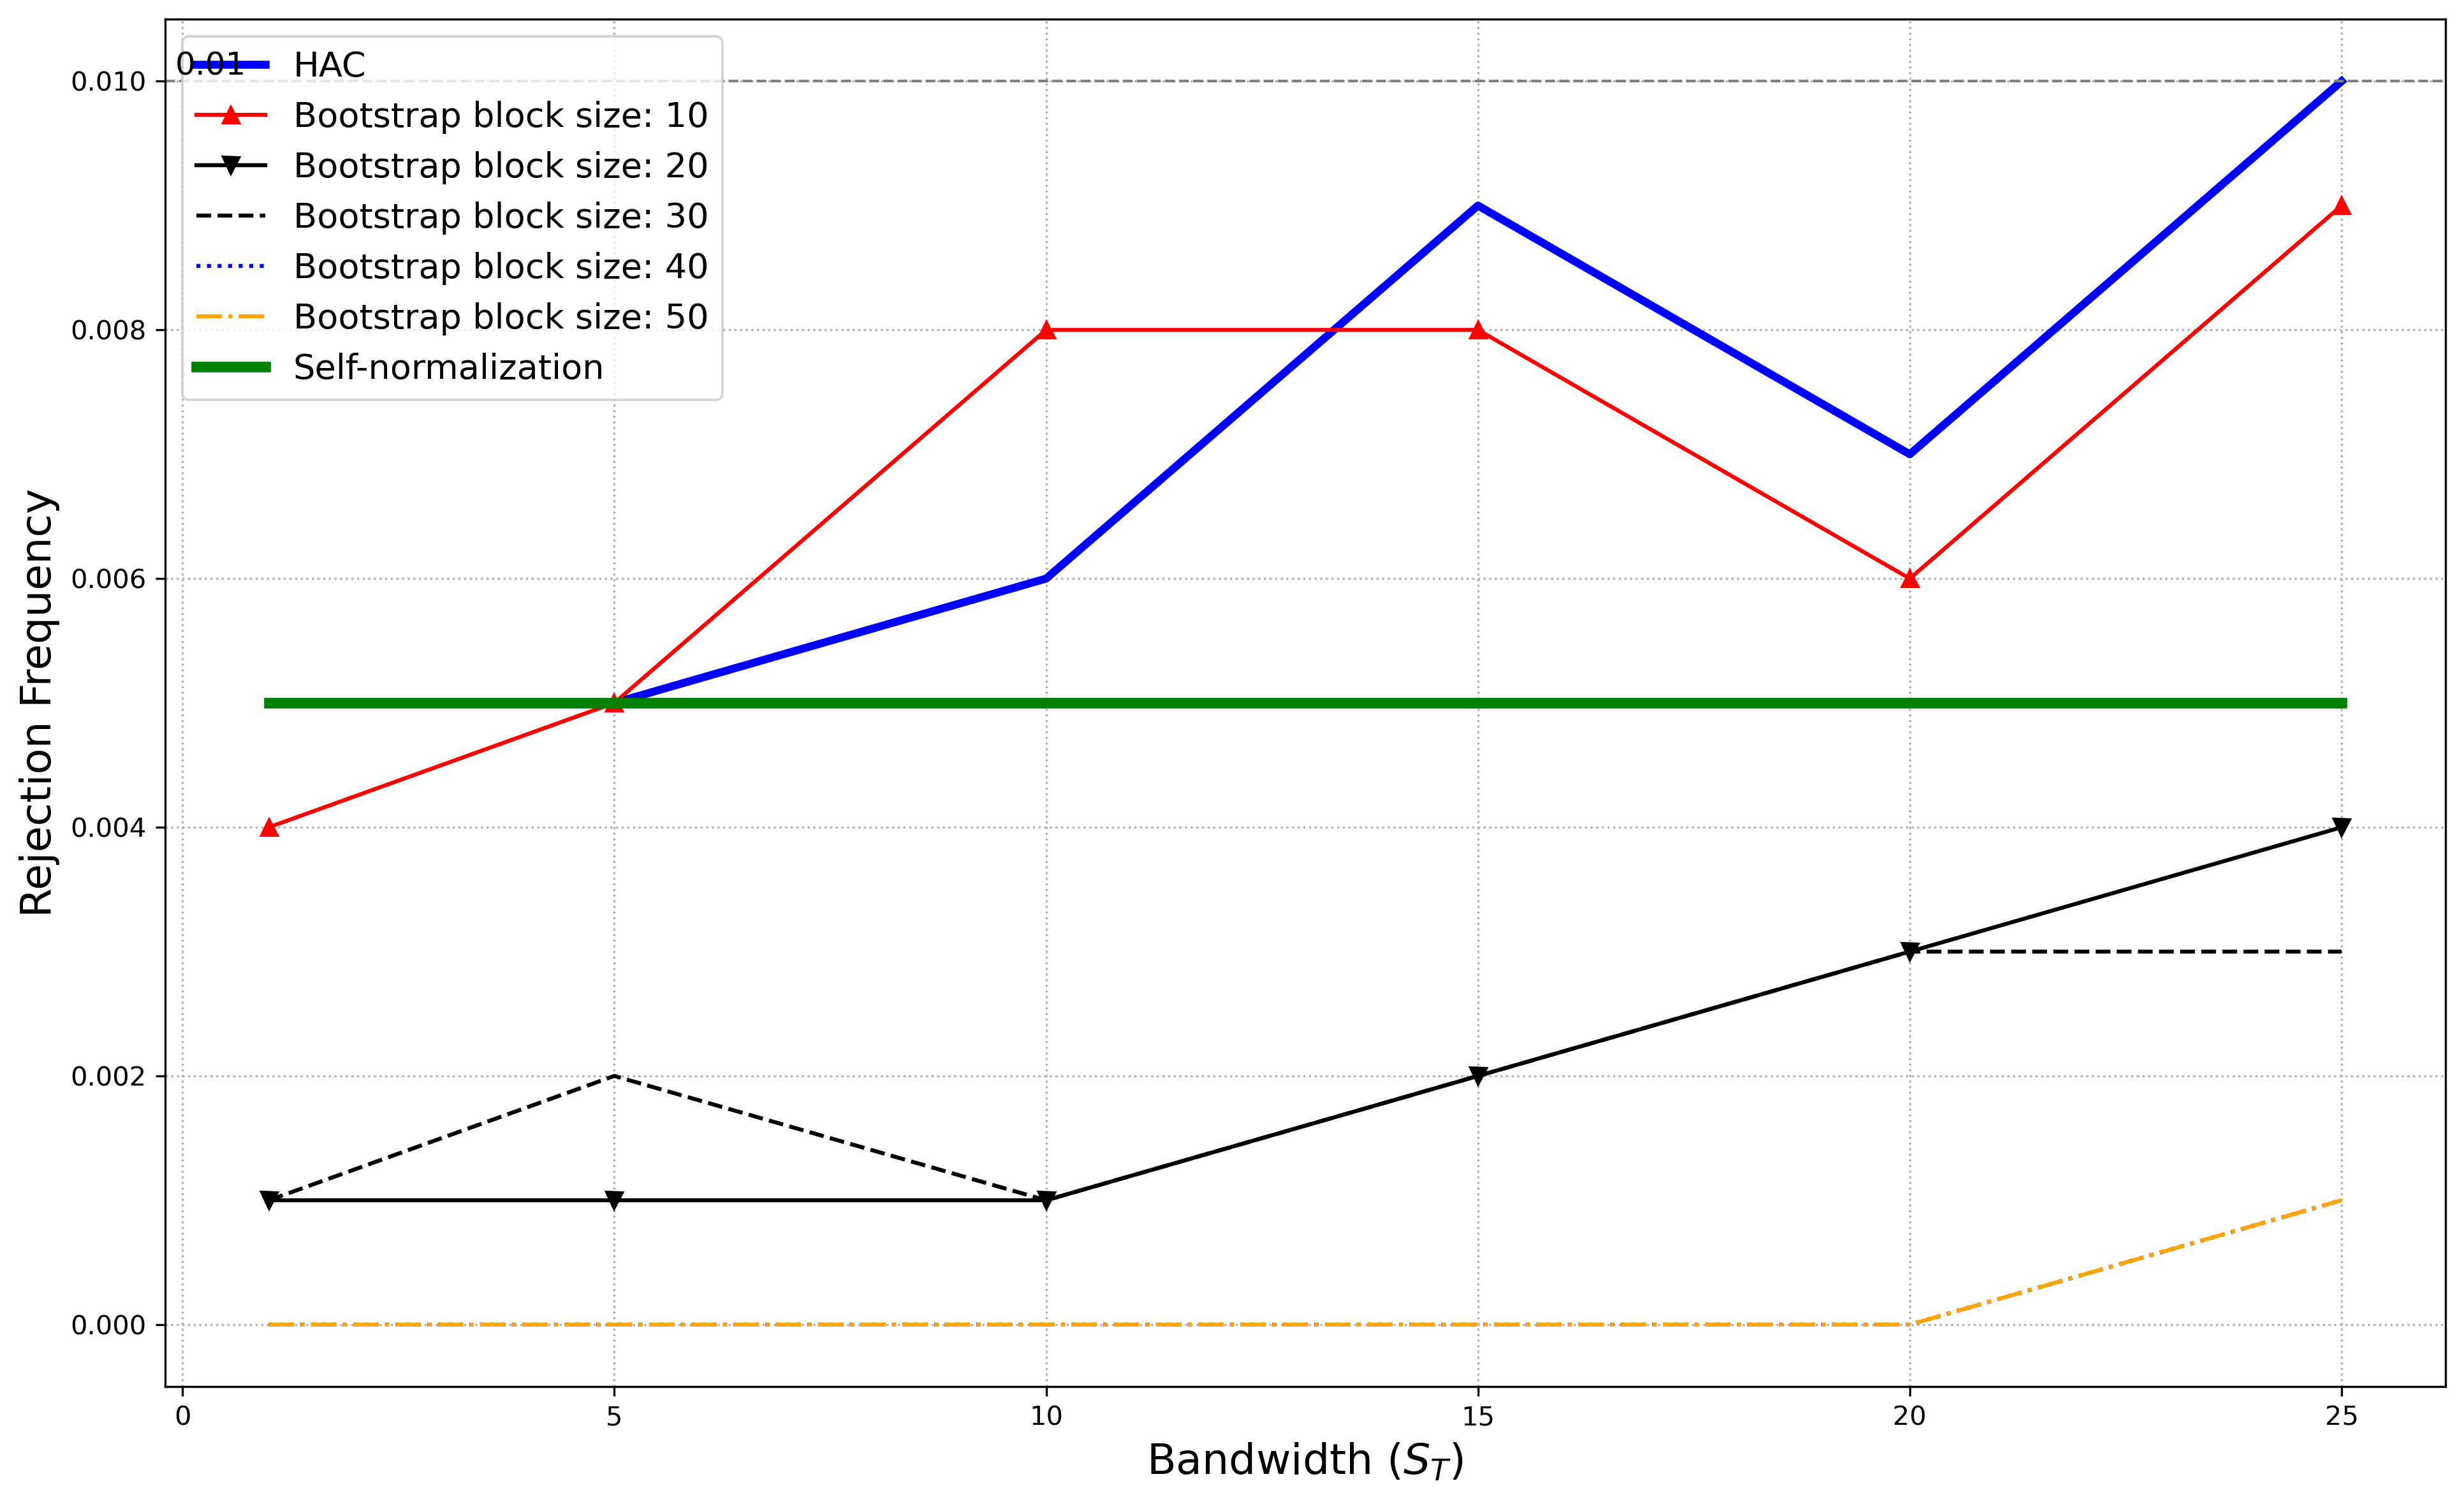 0.01
HAC
Bootstrap block size: 10
Bootstrap block size: 20
Bootstrap block size: 30
Bootstrap block size: 40
Bootstrap block size: 50
Self-normalization
Rejection Frequency
0.010
0.008
0.006
0.004
0.002
0.000
0 5 10 15 20 25
Bandwidth (S_T)